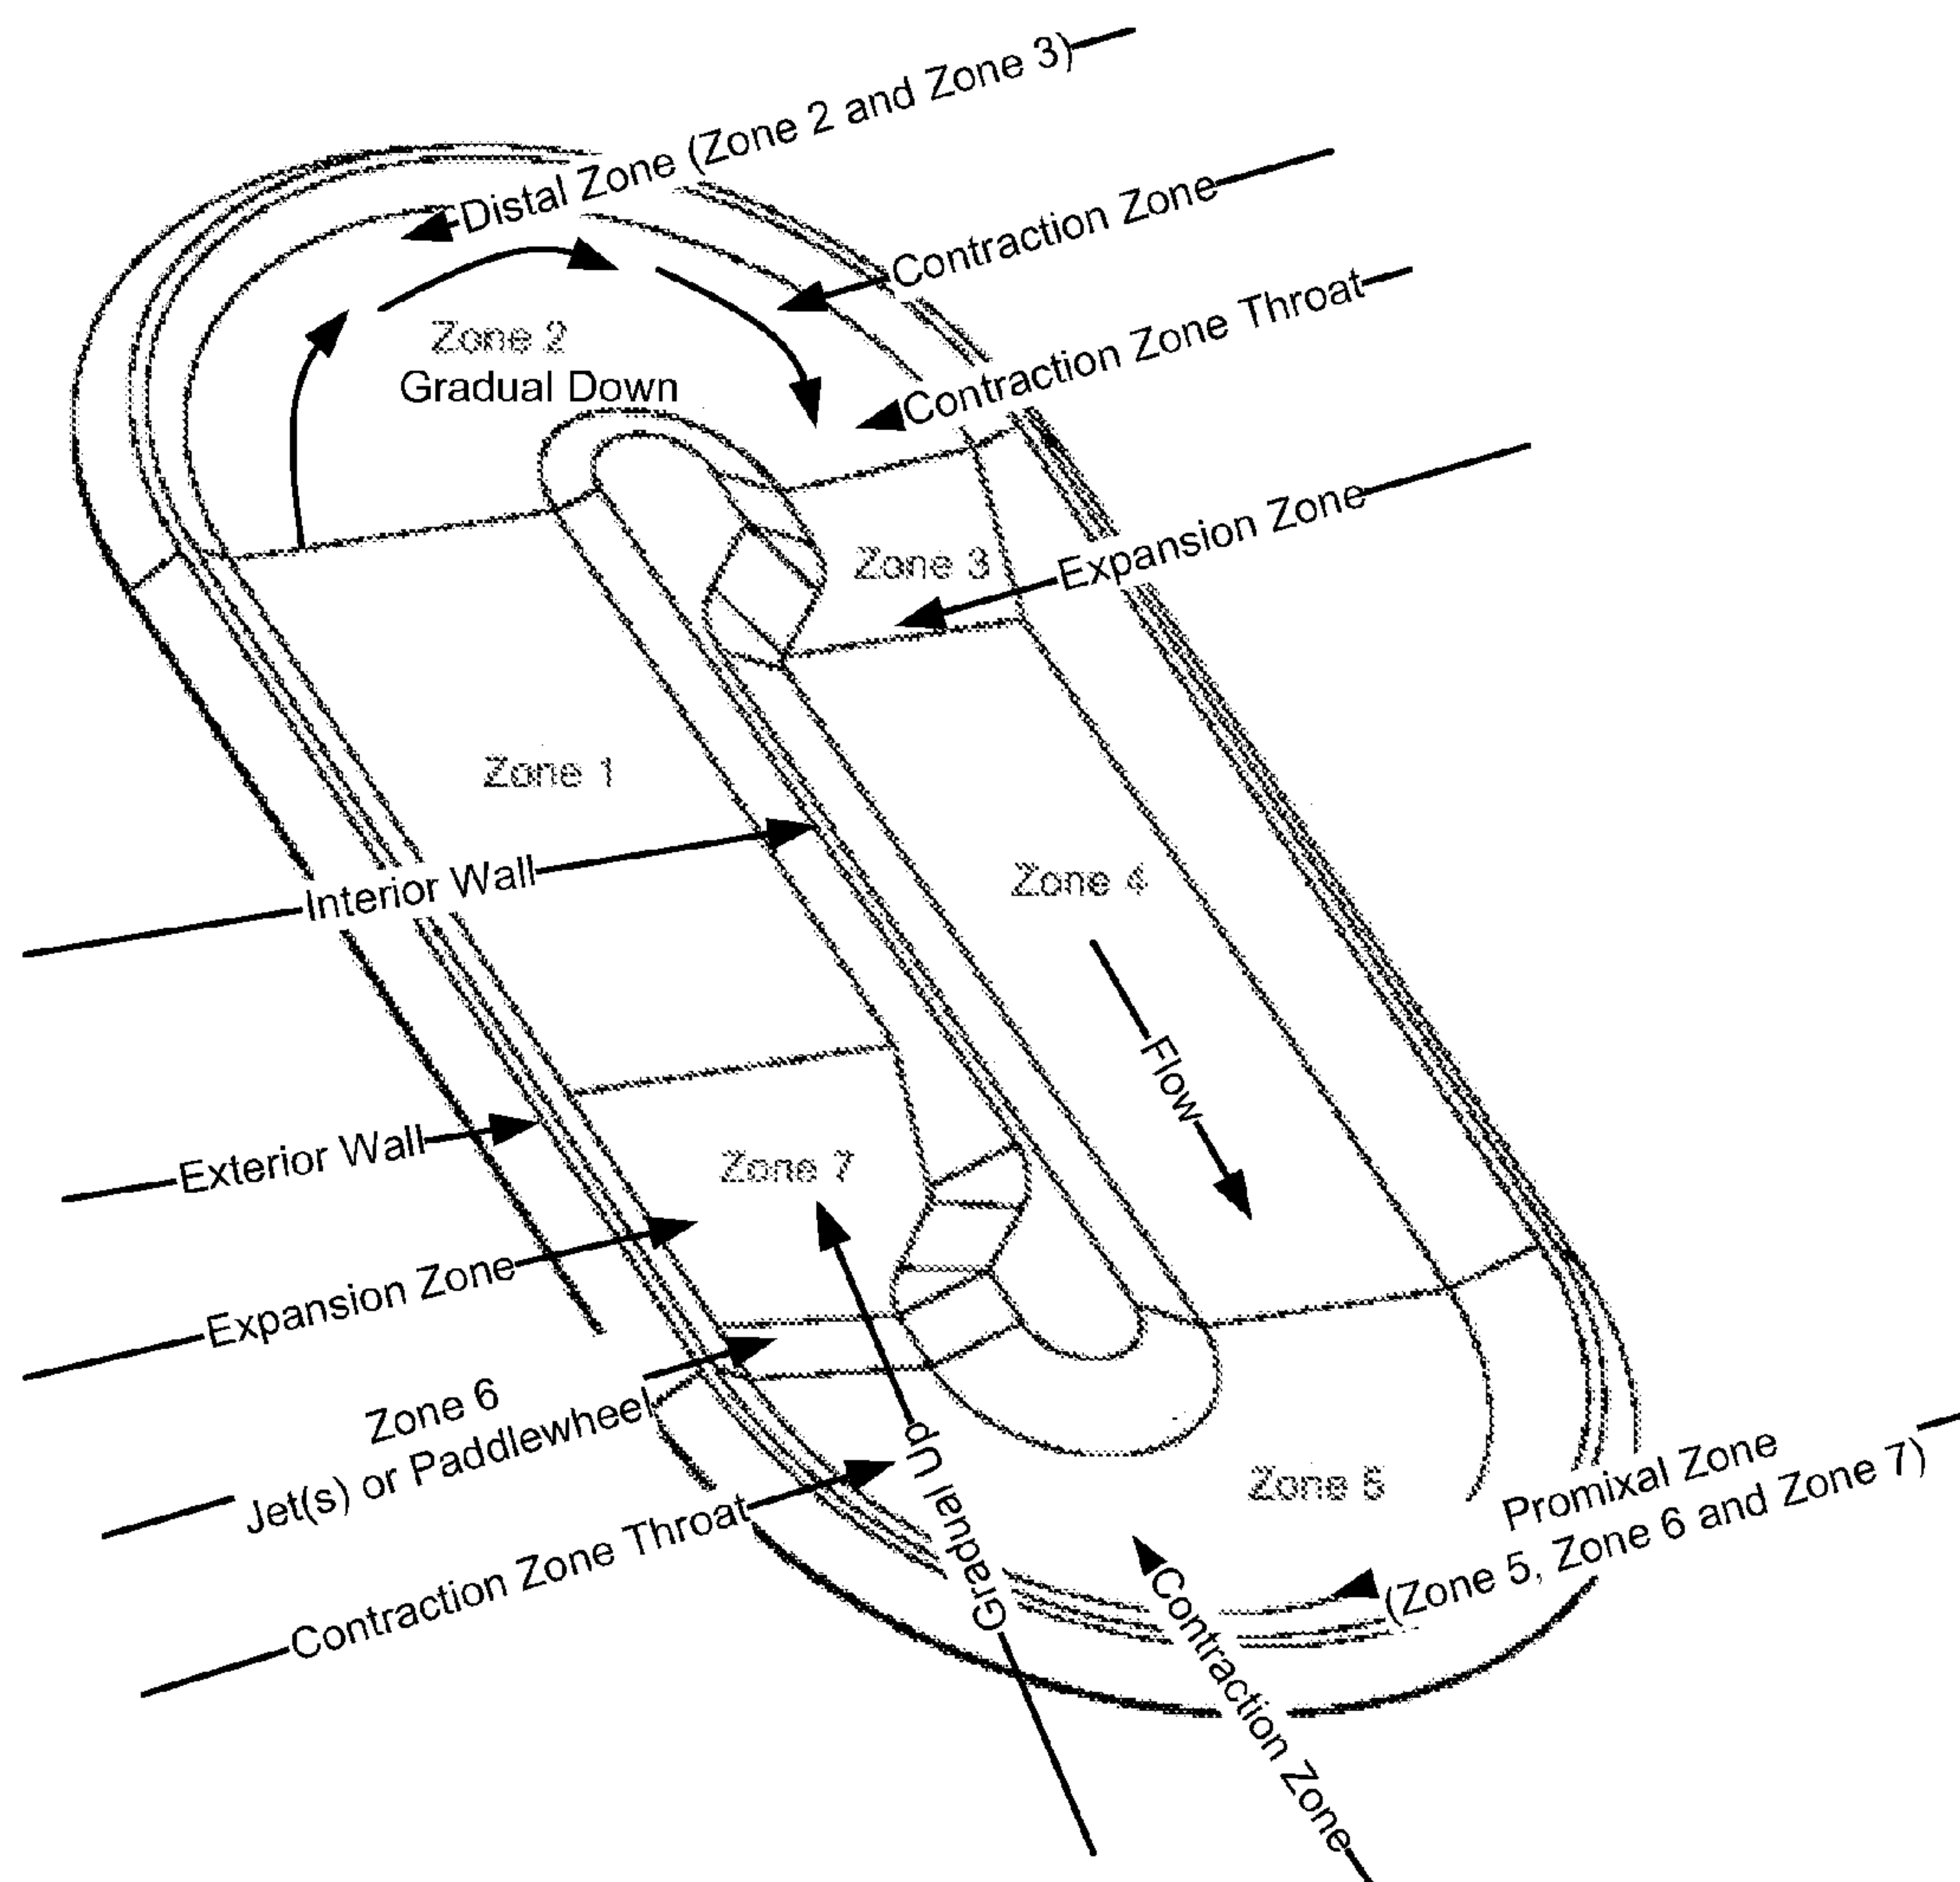 Distal Zone (Zone 2 and Zone 3)
Contraction Zone
Zone 2
Gradual Down
Contraction Zone Throat
Expansion Zone
Zone 3
Zone 1
Interior Wall
Zone 4
Flow
Exterior Wall
Zone 7
Expansion Zone
Zone 6
Jet(s) or Paddlewheel
Gradual Up
Contraction Zone Throat
Zone 5
Promixal Zone
(Zone 5, Zone 6 and Zone 7)
Contraction Zone